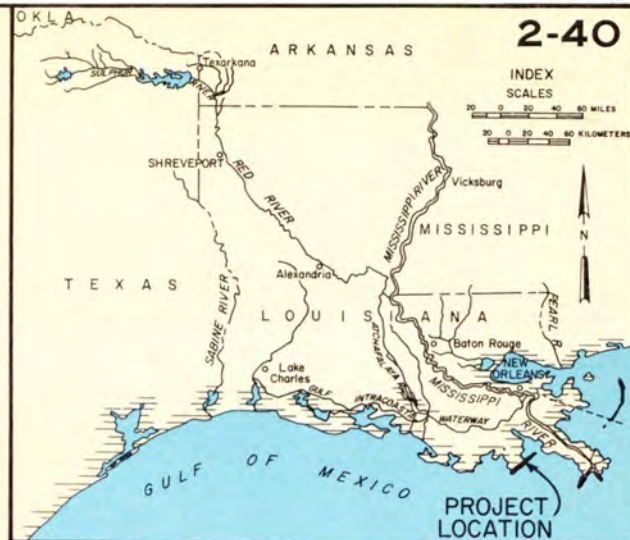 OKLA
ARKANSAS
2-40
Texarkana
SULPHUR RIVER
INDEX
SCALES
20 0 20 40 60 MILES
20 0 20 40 60 KILOMETERS
SHREVEPORT
RED RIVER
MISSISSIPPI RIVER
Vicksburg
MISSISSIPPI
N
Alexandria
TEXAS
SABINE RIVER
LOUISIANA
PEARL R.
ATCHAFALAYA R.
Baton Rouge
NEW ORLEANS
Lake Charles
GULF INTRACOASTAL WATERWAY
MISSISSIPPI RIVER
GULF OF MEXICO
PROJECT
LOCATION